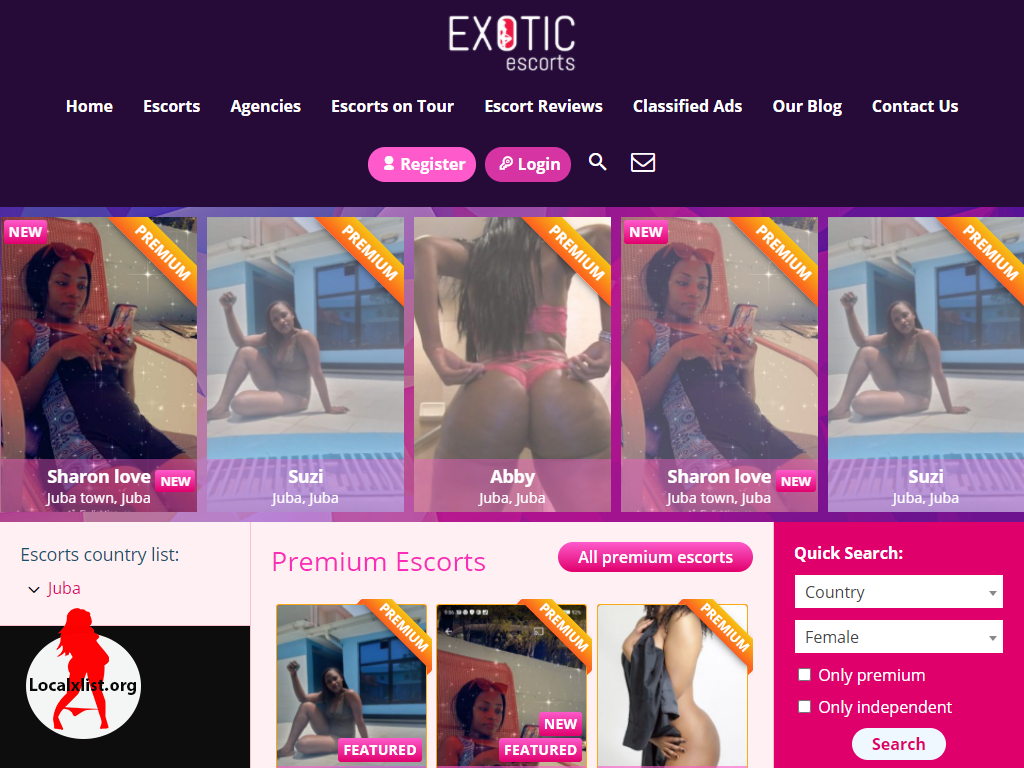 EXOTIC
escorts
Home Escorts Agencies Escorts on Tour Escort Reviews Classified Ads Our Blog Contact Us
Register Login
NEW PREMIUM PREMIUM PREMIUM NEW PREMIUM PREMIUM
Sharon love NEW Suzi Abby Sharon love NEW Suzi
Juba town, Juba Juba, Juba Juba, Juba Juba town, Juba Juba, Juba
Escorts country list:
Juba
Localxlist.org
Premium Escorts All premium escorts
PREMIUM PREMIUM PREMIUM
NEW
FEATURED FEATURED
Quick Search:
Country
Female
Only premium
Only independent
Search